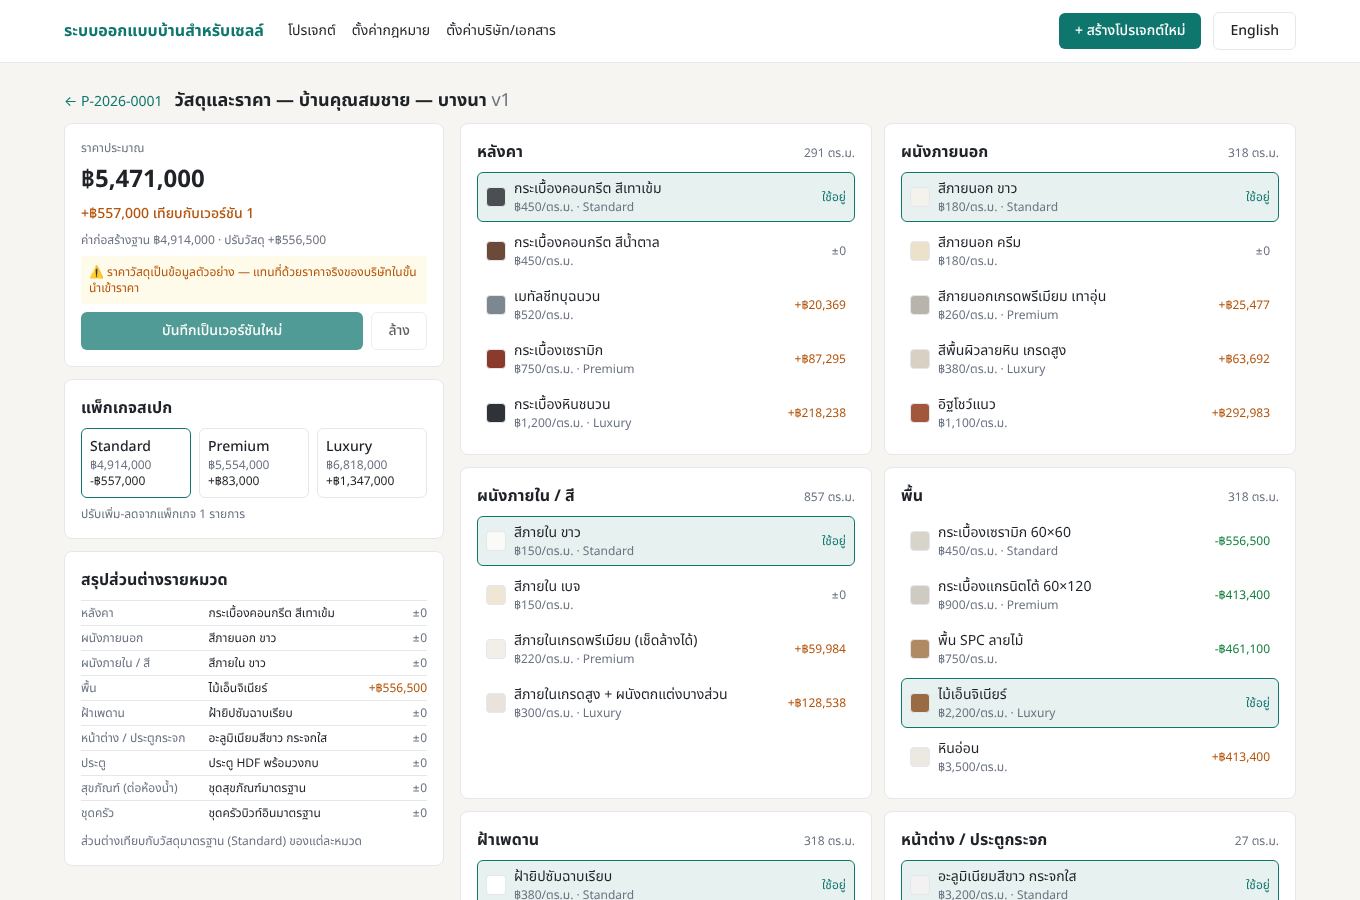 ระบบออกแบบบ้านสำหรับเซลล์
โปรเจกต์
ตั้งค่ากฎหมาย
ตั้งค่าบริษัท/เอกสาร
+ สร้างโปรเจกต์ใหม่
English
← P-2026-0001 วัสดุและราคา — บ้านคุณสมชาย — บางนา v1
ราคาประมาณ
฿5,471,000
+฿557,000 เทียบกับเวอร์ชัน 1
ค่าก่อสร้างฐาน ฿4,914,000 · ปรับวัสดุ +฿556,500
⚠️ ราคาวัสดุเป็นข้อมูลตัวอย่าง — แทนที่ด้วยราคาจริงของบริษัทในขั้น
นำเข้าราคา
บันทึกเป็นเวอร์ชันใหม่
ล้าง
แพ็กเกจสเปก
Standard
฿4,914,000
-฿557,000
Premium
฿5,554,000
+฿83,000
Luxury
฿6,818,000
+฿1,347,000
ปรับเพิ่ม-ลดจากแพ็กเกจ 1 รายการ
สรุปส่วนต่างรายหมวด
หลังคา กระเบื้องคอนกรีต สีเทาเข้ม ±0
ผนังภายนอก สีภายนอก ขาว ±0
ผนังภายใน / สี สีภายใน ขาว ±0
พื้น ไม้เอ็นจิเนียร์ +฿556,500
ฝ้าเพดาน ฝ้ายิปซัมฉาบเรียบ ±0
หน้าต่าง / ประตูกระจก อะลูมิเนียมสีขาว กระจกใส ±0
ประตู ประตู HDF พร้อมวงกบ ±0
สุขภัณฑ์ (ต่อห้องน้ำ) ชุดสุขภัณฑ์มาตรฐาน ±0
ชุดครัว ชุดครัวบิวท์อินมาตรฐาน ±0
ส่วนต่างเทียบกับวัสดุมาตรฐาน (Standard) ของแต่ละหมวด
หลังคา 291 ตร.ม.
กระเบื้องคอนกรีต สีเทาเข้ม
฿450/ตร.ม. · Standard
ใช้อยู่
กระเบื้องคอนกรีต สีน้ำตาล
฿450/ตร.ม.
±0
เมทัลชีทบุฉนวน
฿520/ตร.ม.
+฿20,369
กระเบื้องเซรามิก
฿750/ตร.ม. · Premium
+฿87,295
กระเบื้องหินชนวน
฿1,200/ตร.ม. · Luxury
+฿218,238
ผนังภายนอก 318 ตร.ม.
สีภายนอก ขาว
฿180/ตร.ม. · Standard
ใช้อยู่
สีภายนอก ครีม
฿180/ตร.ม.
±0
สีภายนอกเกรดพรีเมียม เทาอุ่น
฿260/ตร.ม. · Premium
+฿25,477
สีพื้นผิวลายหิน เกรดสูง
฿380/ตร.ม. · Luxury
+฿63,692
อิฐโชว์แนว
฿1,100/ตร.ม.
+฿292,983
ผนังภายใน / สี 857 ตร.ม.
สีภายใน ขาว
฿150/ตร.ม. · Standard
ใช้อยู่
สีภายใน เบจ
฿150/ตร.ม.
±0
สีภายในเกรดพรีเมียม (เช็ดล้างได้)
฿220/ตร.ม. · Premium
+฿59,984
สีภายในเกรดสูง + ผนังตกแต่งบางส่วน
฿300/ตร.ม. · Luxury
+฿128,538
พื้น 318 ตร.ม.
กระเบื้องเซรามิก 60×60
฿450/ตร.ม. · Standard
-฿556,500
กระเบื้องแกรนิตโต้ 60×120
฿900/ตร.ม. · Premium
-฿413,400
พื้น SPC ลายไม้
฿750/ตร.ม.
-฿461,100
ไม้เอ็นจิเนียร์
฿2,200/ตร.ม. · Luxury
ใช้อยู่
หินอ่อน
฿3,500/ตร.ม.
+฿413,400
ฝ้าเพดาน 318 ตร.ม.
ฝ้ายิปซัมฉาบเรียบ
฿380/ตร.ม. · Standard
ใช้อยู่
หน้าต่าง / ประตูกระจก 27 ตร.ม.
อะลูมิเนียมสีขาว กระจกใส
฿3,200/ตร.ม. · Standard
ใช้อยู่